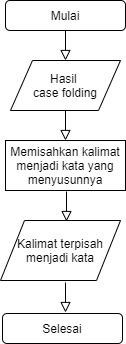 Mulai
Hasil
case folding
Memisahkan kalimat
menjadi kata yang
menyusunnya
Kalimat terpisah
menjadi kata
Selesai